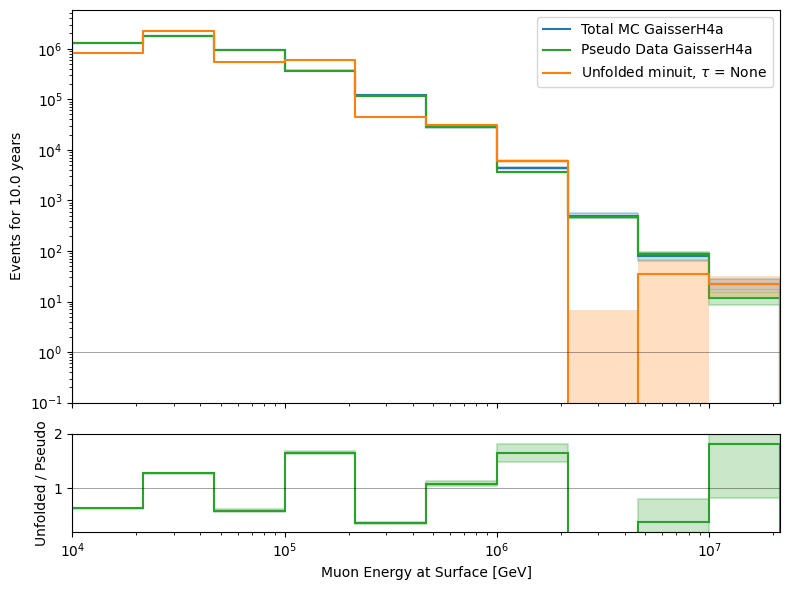 Total MC GaisserH4a
Pseudo Data GaisserH4a
Unfolded minuit, τ = None
Events for 10.0 years
10⁶
10⁵
10⁴
10³
10²
10¹
10⁰
10⁻¹
Unfolded / Pseudo
2
1
10⁴
10⁵
10⁶
10⁷
Muon Energy at Surface [GeV]